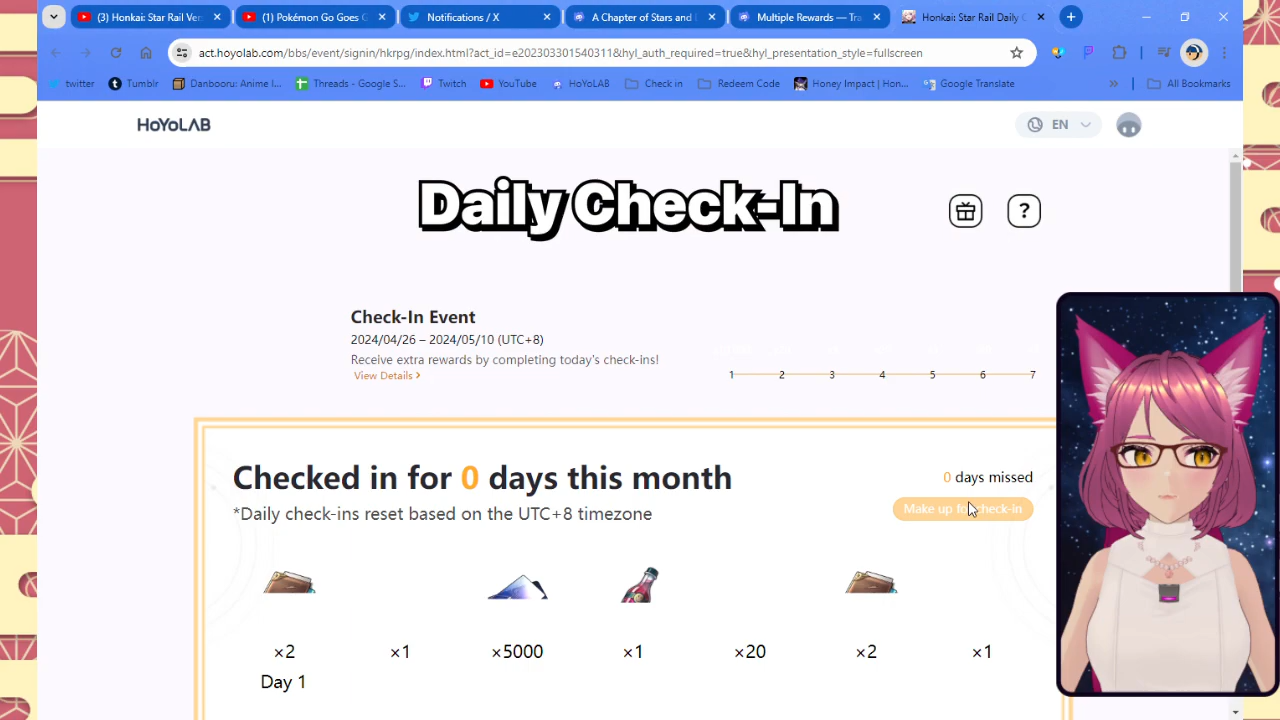 (3) Honkai: Star Rail Ver
(1) Pokémon Go Goes G
Notifications / X
A Chapter of Stars and
Multiple Rewards — Tra
Honkai: Star Rail Daily C
act.hoyolab.com/bbs/event/signin/hkrpg/index.html?act_id=e202303301540311&hyl_auth_required=true&hyl_presentation_style=fullscreen
twitter
Tumblr
Danbooru: Anime I...
Threads - Google S...
Twitch
YouTube
HoYoLAB
Check in
Redeem Code
Honey Impact | Hon...
Google Translate
»
All Bookmarks
HoYoLAB
EN
Daily Check-In
?
Check-In Event
2024/04/26 – 2024/05/10 (UTC+8)
Receive extra rewards by completing today's check-ins!
View Details >
1 2 3 4 5 6 7
Checked in for 0 days this month
0 days missed
*Daily check-ins reset based on the UTC+8 timezone
Make up for check-in
×2 ×1 ×5000 ×1 ×20 ×2 ×1
Day 1